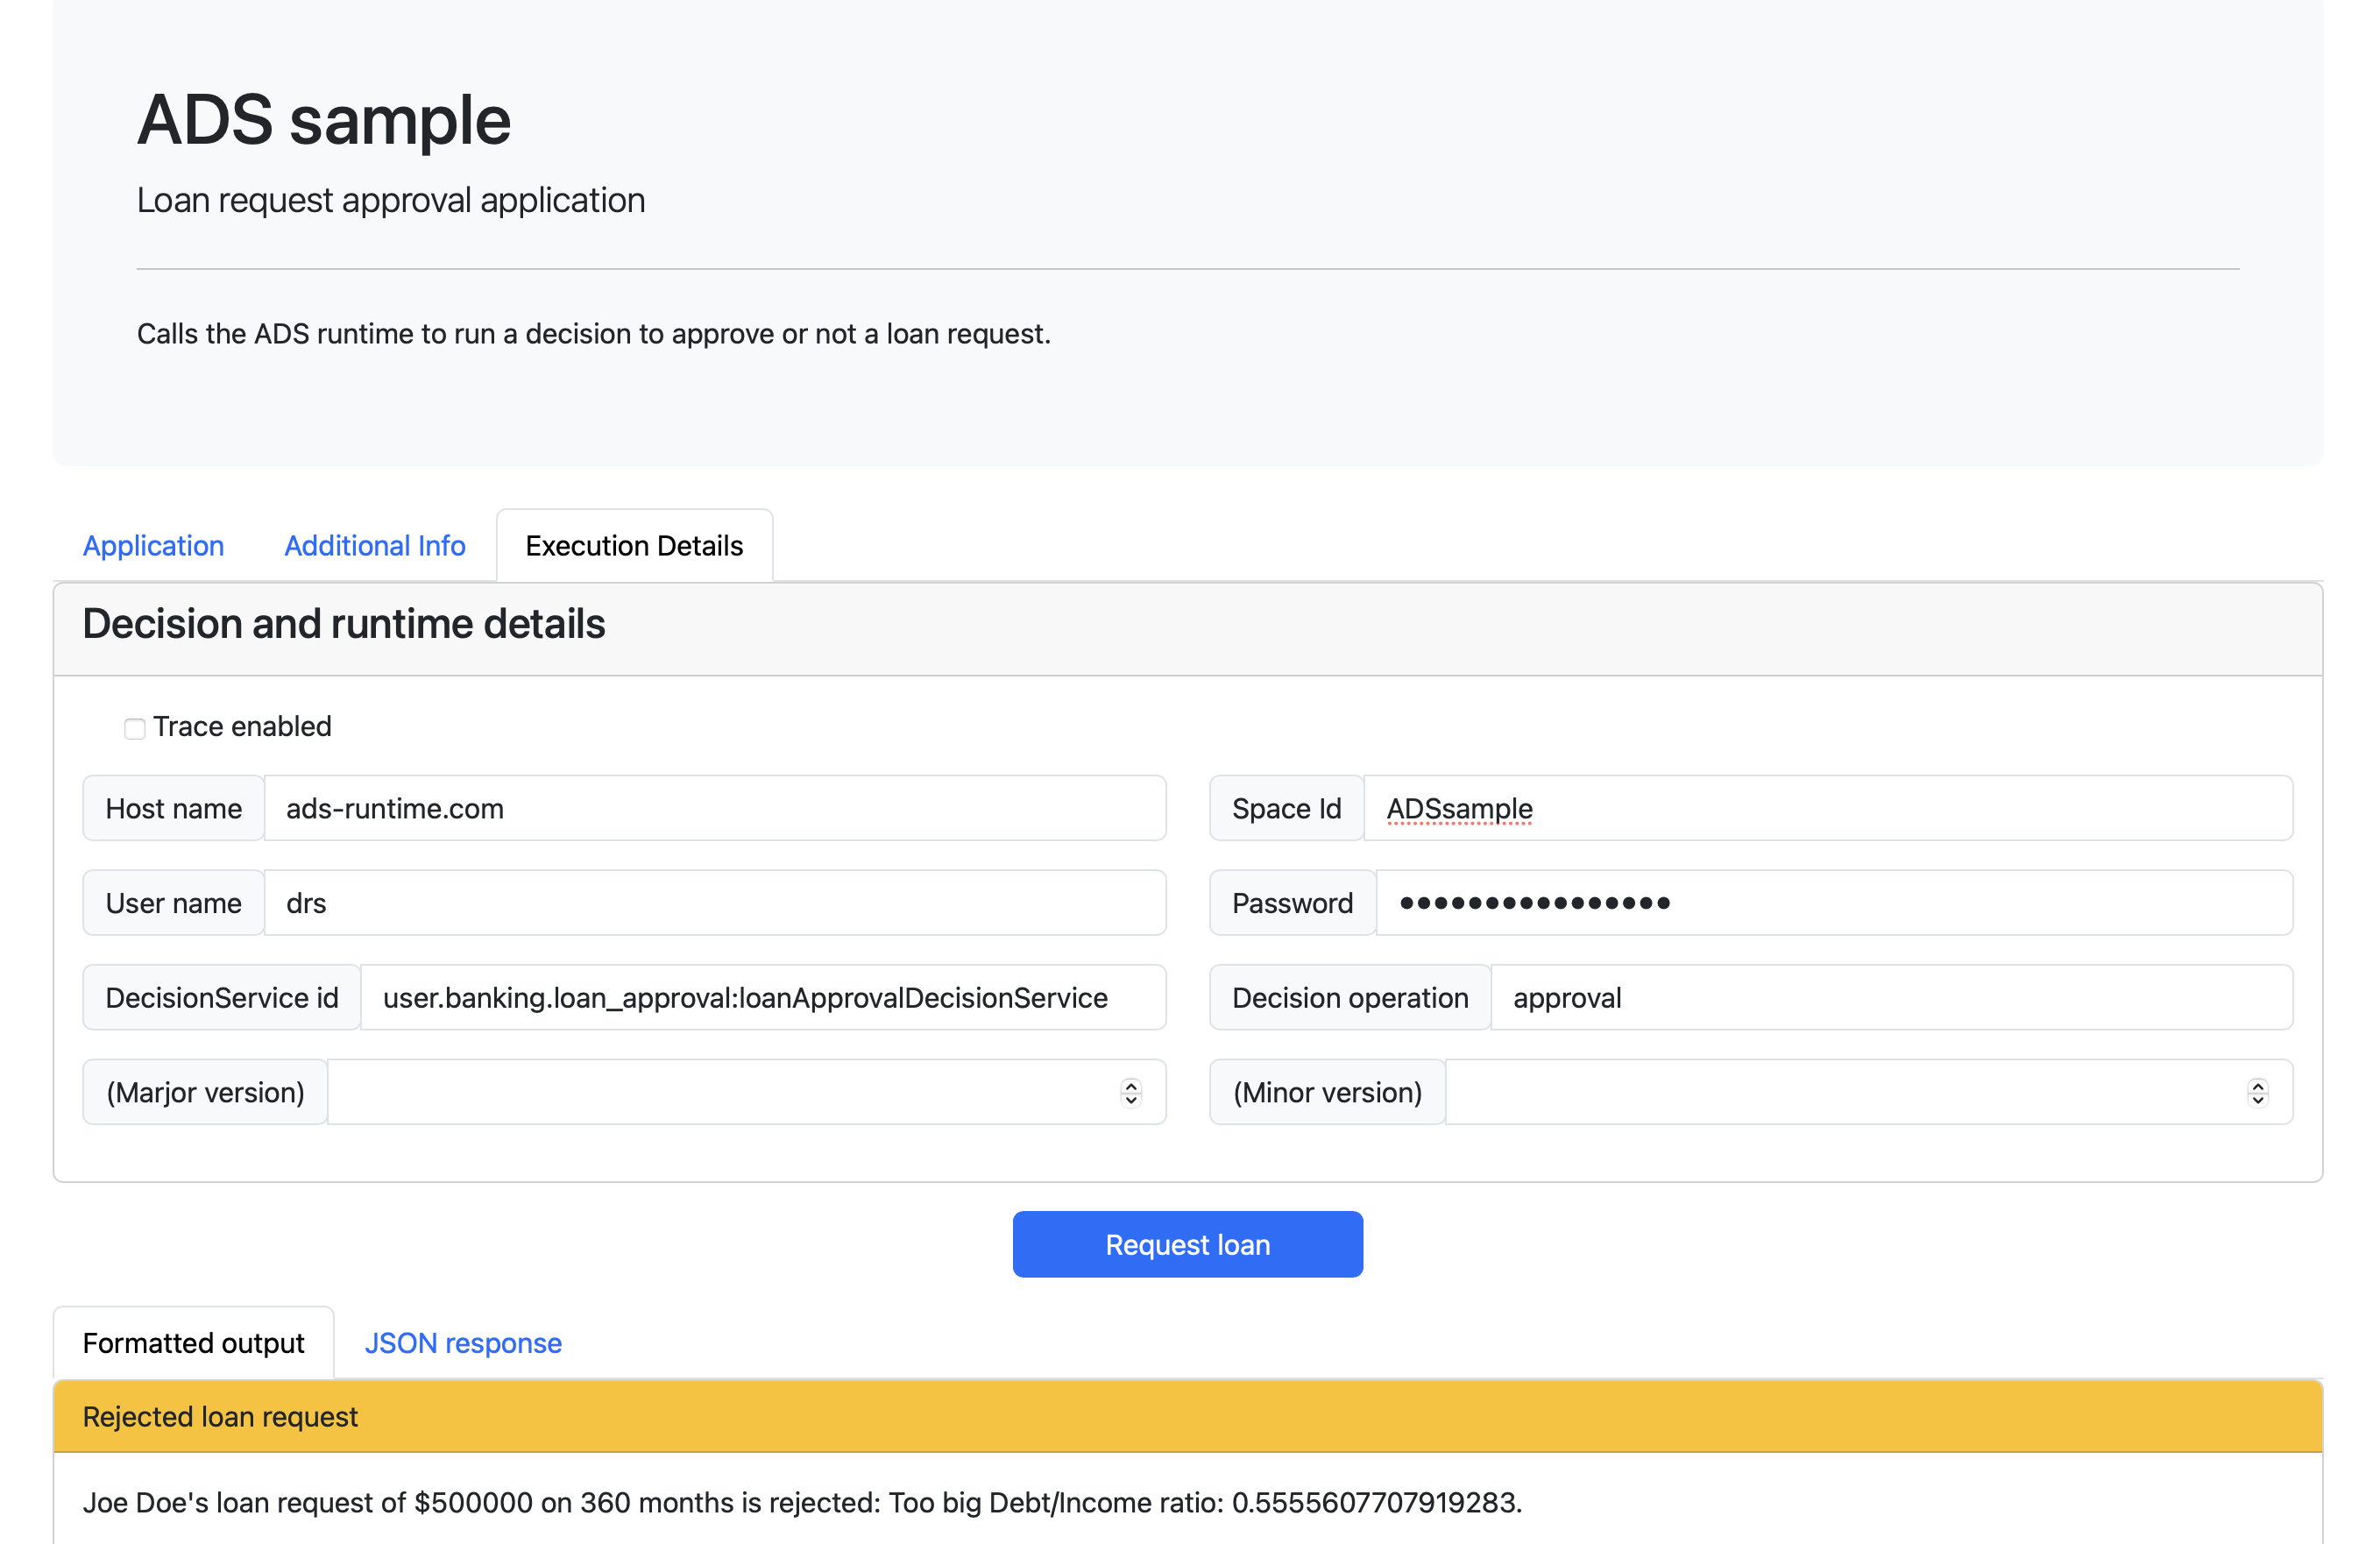 ADS sample
Loan request approval application
Calls the ADS runtime to run a decision to approve or not a loan request.
Application Additional Info Execution Details
Decision and runtime details
Trace enabled
Host name ads-runtime.com Space Id ADSsample
User name drs Password ••••••••••••••••
DecisionService id user.banking.loan_approval:loanApprovalDecisionService Decision operation approval
(Marjor version) (Minor version)
Request loan
Formatted output JSON response
Rejected loan request
Joe Doe's loan request of $500000 on 360 months is rejected: Too big Debt/Income ratio: 0.5555607707919283.